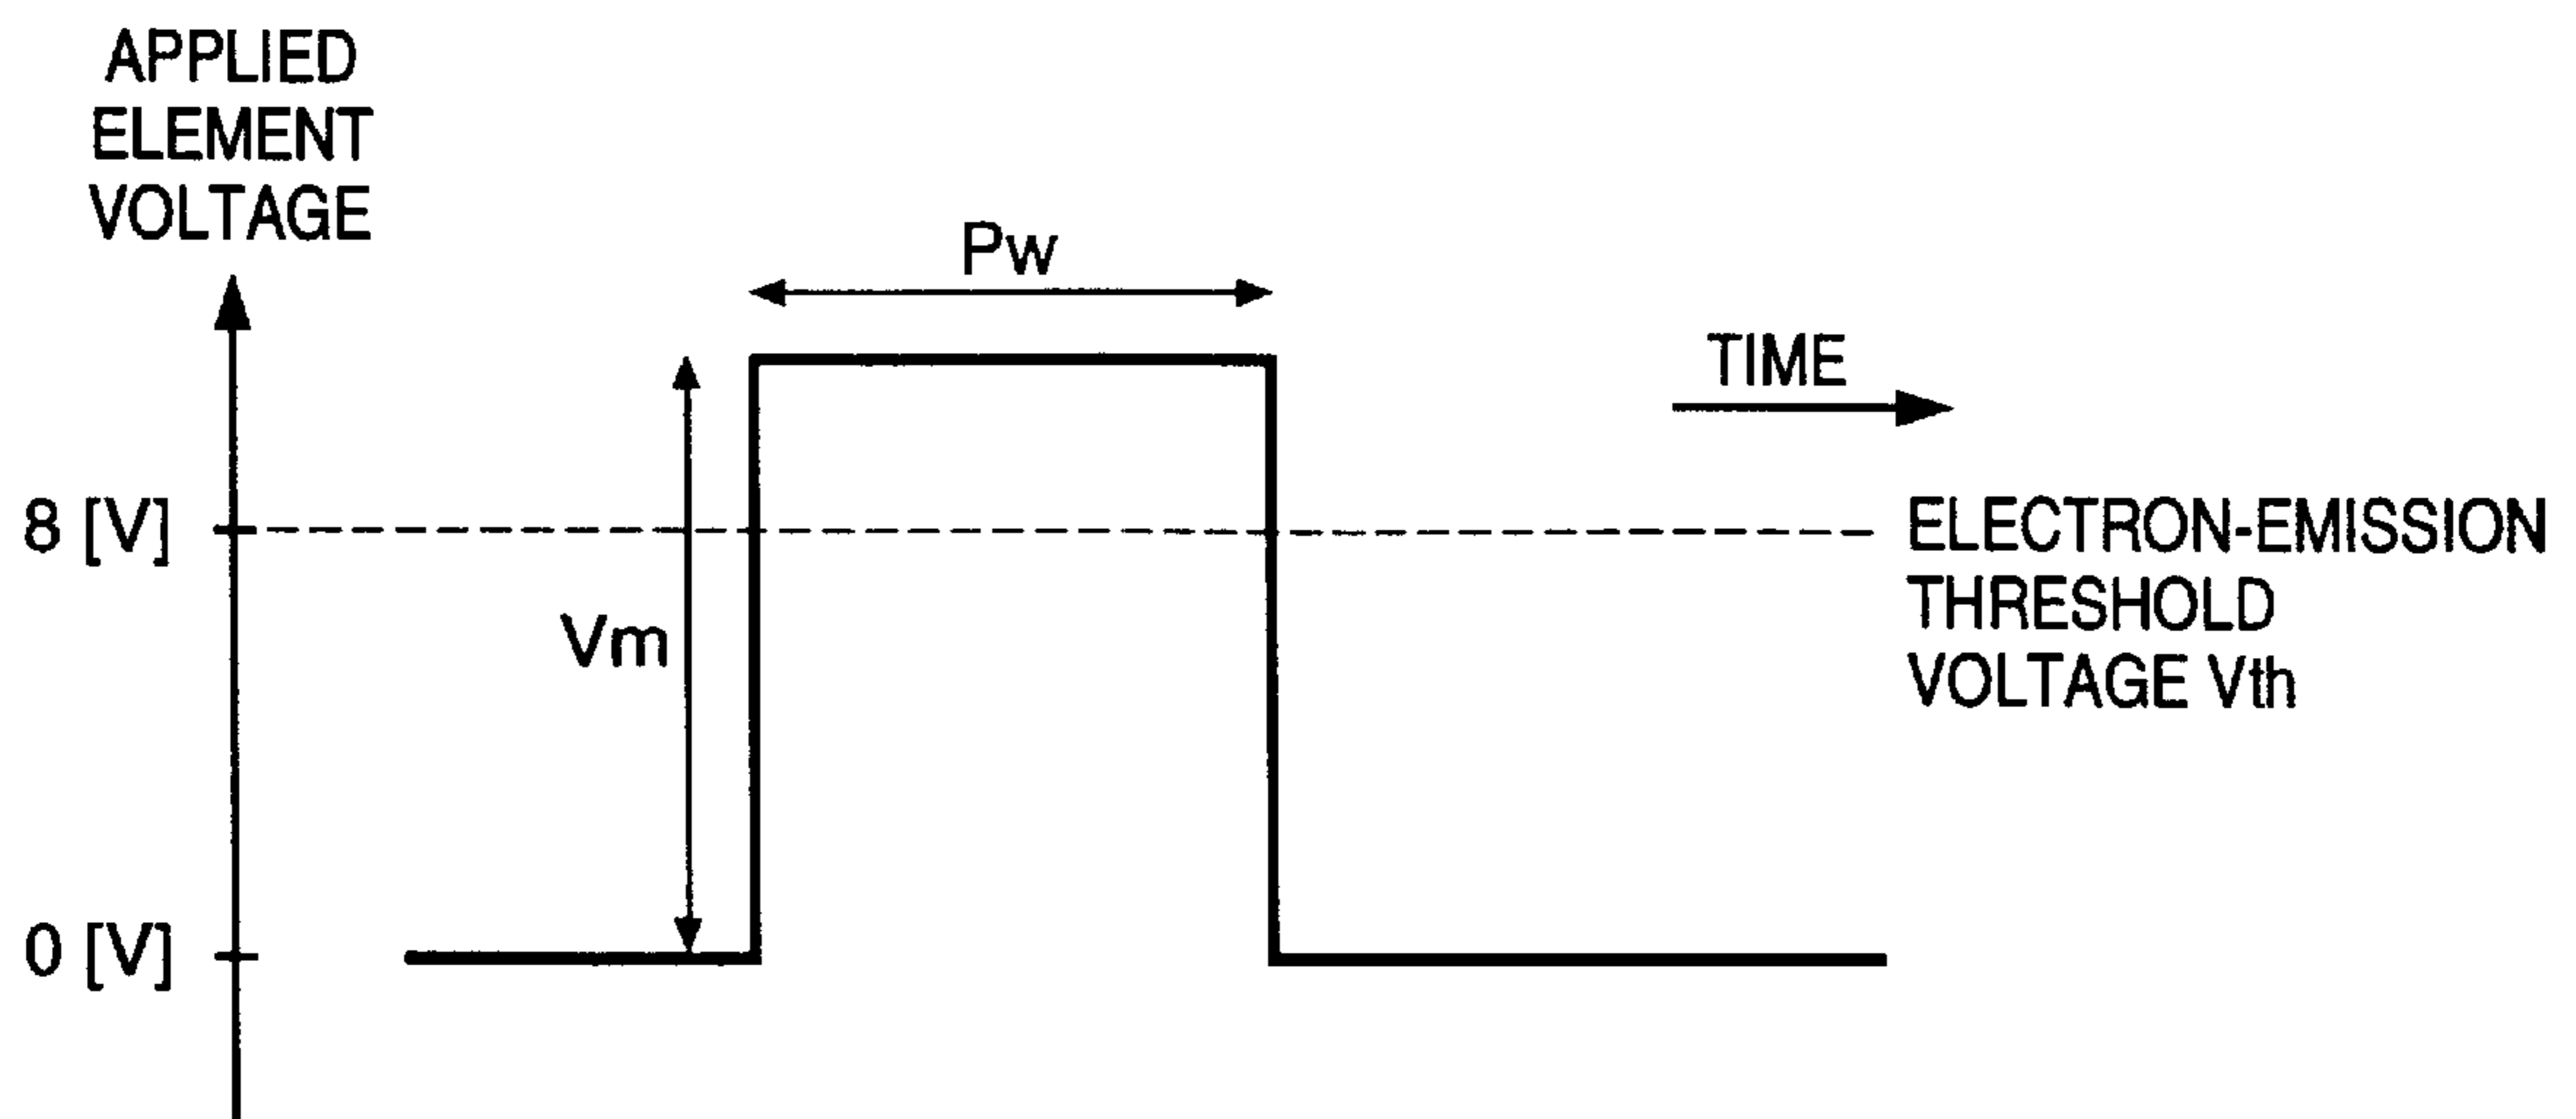 APPLIED
ELEMENT
VOLTAGE
Pw
TIME
8 [V]
ELECTRON-EMISSION
THRESHOLD
VOLTAGE Vth
Vm
0 [V]